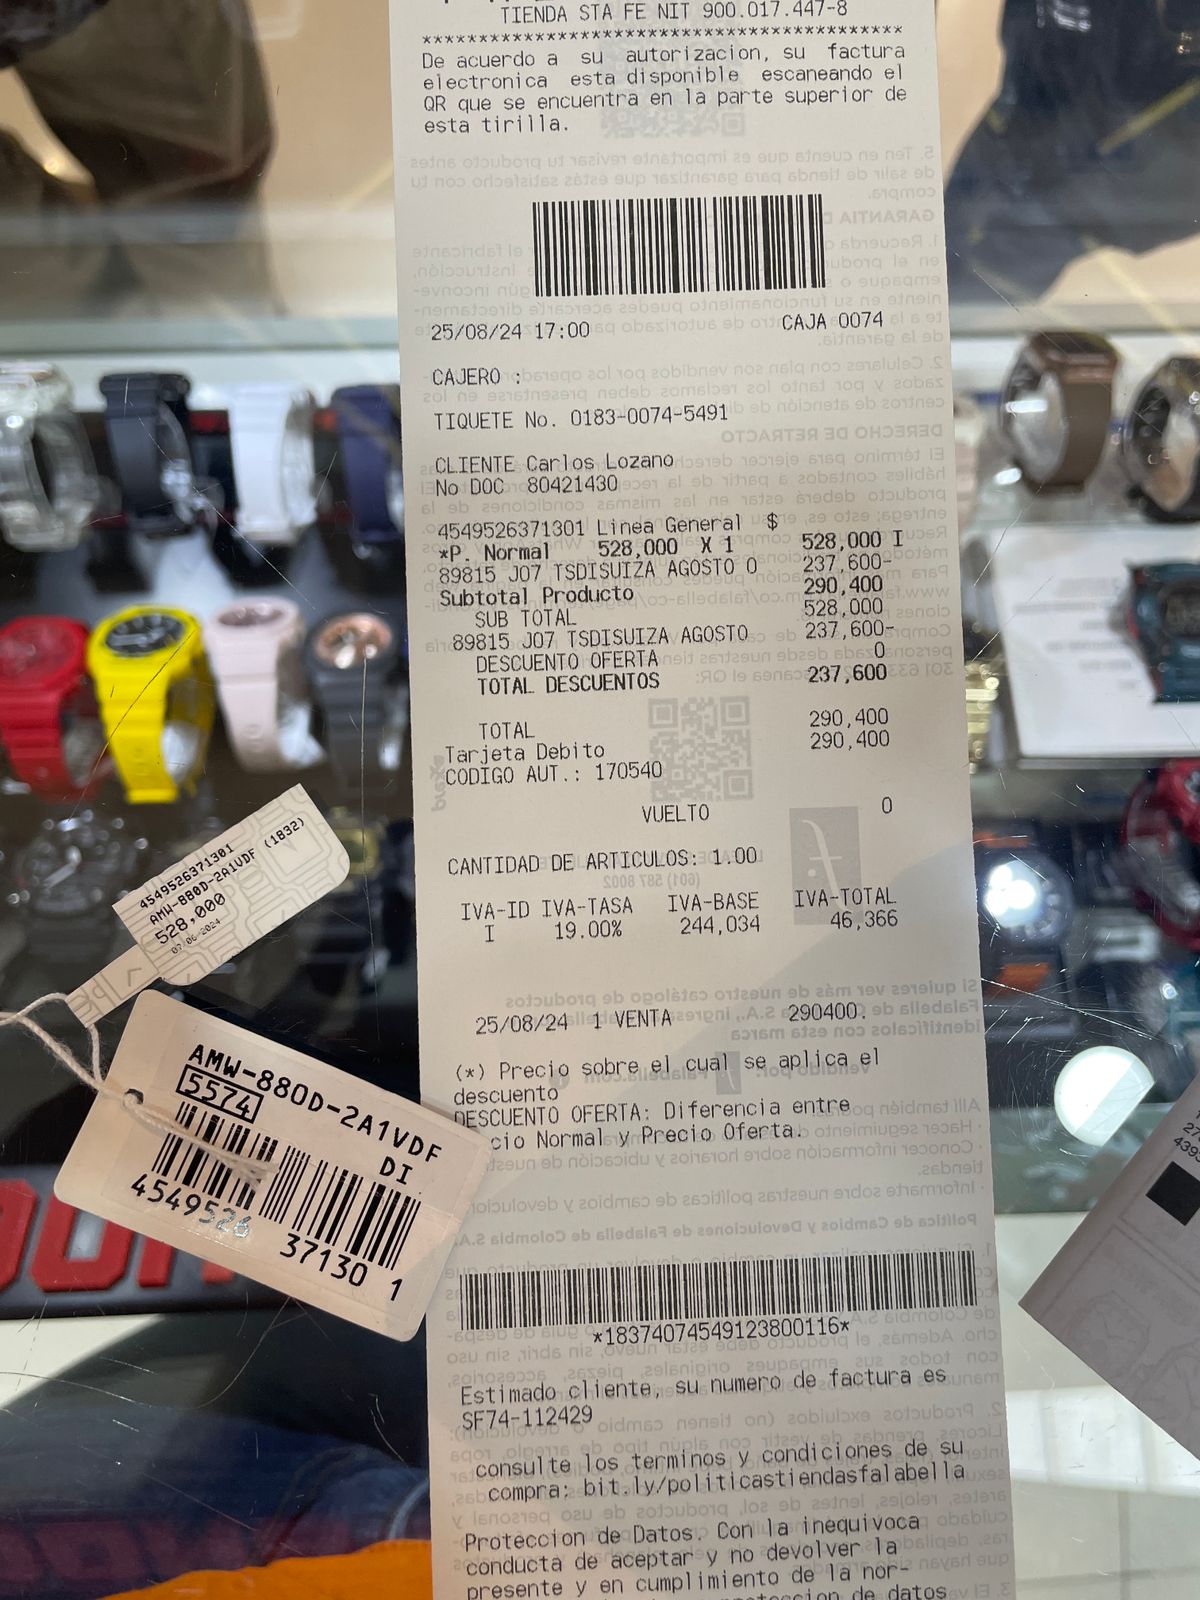 TIENDA STA FE NIT 900.017.447-8
******************************************
De acuerdo a su autorizacion, su factura
electronica esta disponible escaneando el
QR que se encuentra en la parte superior de
esta tirilla.
25/08/24 17:00 CAJA 0074
CAJERO :
TIQUETE No. 0183-0074-5491
CLIENTE Carlos Lozano
No DOC 80421430
4549526371301 Linea General $
*P. Normal 528,000 X 1 528,000 I
89815 J07 TSDISUIZA AGOSTO 0 237,600-
Subtotal Producto 290,400
SUB TOTAL 528,000
89815 J07 TSDISUIZA AGOSTO 237,600-
DESCUENTO OFERTA 0
TOTAL DESCUENTOS 237,600
TOTAL 290,400
Tarjeta Debito 290,400
CODIGO AUT.: 170540
VUELTO 0
CANTIDAD DE ARTICULOS: 1.00
IVA-ID IVA-TASA IVA-BASE IVA-TOTAL
I 19.00% 244,034 46,366
25/08/24 1 VENTA 290400.
(*) Precio sobre el cual se aplica el
descuento
DESCUENTO OFERTA: Diferencia entre
cio Normal y Precio Oferta.
*18374074549123800116*
Estimado cliente, su numero de factura es
SF74-112429
consulte los terminos y condiciones de su
compra: bit.ly/politicastiendasfalabella
Proteccion de Datos. Con la inequivoca
conducta de aceptar y no devolver la
presente y en cumplimiento de la nor-
proteccion de datos
4549526371301
AMW-880D-2A1VDF (1832)
528,000
07-06-2024
AMW-880D-2A1VDF
5574 DI
4549526 37130 1